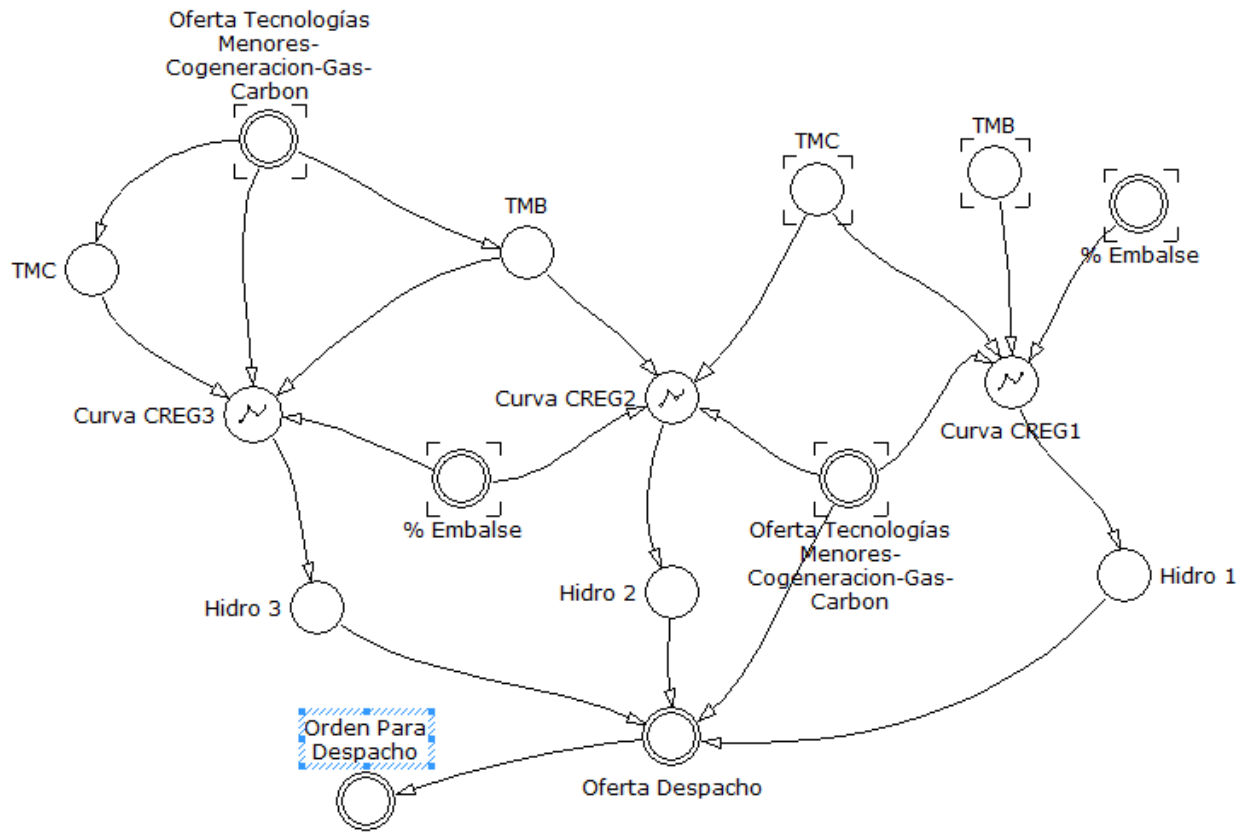 Oferta Tecnologías
Menores-
Cogeneracion-Gas-
Carbon
TMC
TMB
% Embalse
TMB
TMC
Curva CREG3
Curva CREG2
Curva CREG1
% Embalse
Oferta Tecnologías
Menores-
Cogeneracion-Gas-
Carbon
Hidro 3
Hidro 2
Hidro 1
Orden Para
Despacho
Oferta Despacho